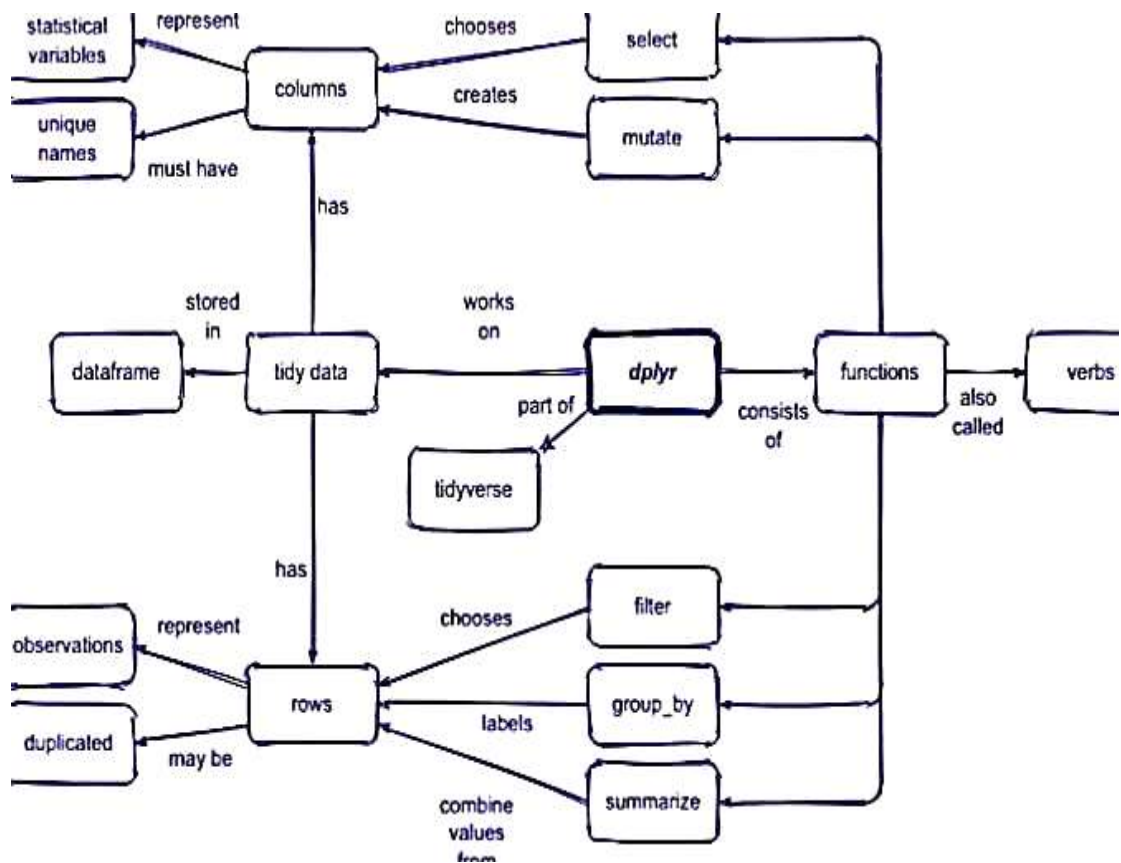 statistical
variables
represent
chooses
select
columns
creates
unique
names
mutate
must have
has
stored
in
works
on
dataframe
tidy data
dplyr
functions
verbs
part of
consists
of
also
called
tidyverse
has
filter
chooses
represent
observations
rows
group_by
labels
duplicated
may be
summarize
combine
values
from